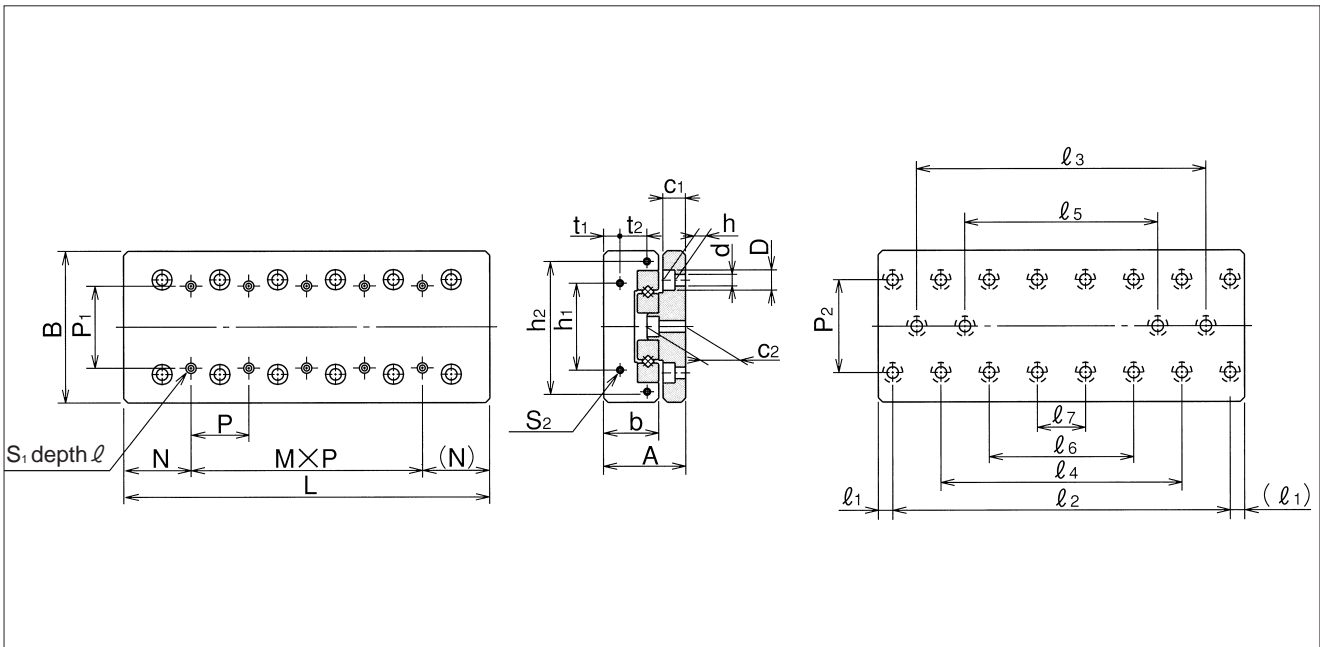 B
P1
S1 depth ℓ
P
N
M×P
(N)
L
c1
t1
t2
h
d
D
h2
h1
c2
S2
b
A
ℓ3
ℓ5
P2
ℓ7
ℓ6
ℓ4
ℓ1
ℓ2
(ℓ1)